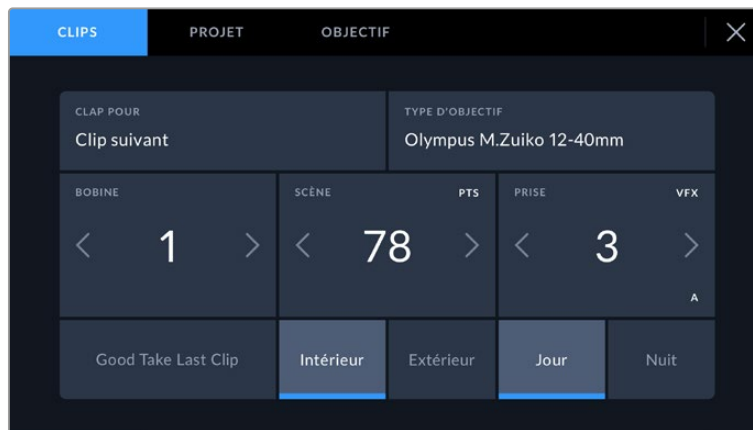 CLIPS PROJET OBJECTIF
CLAP POUR TYPE D'OBJECTIF
Clip suivant Olympus M.Zuiko 12-40mm
BOBINE SCÈNE PTS PRISE VFX
1 78 3
A
Good Take Last Clip Intérieur Extérieur Jour Nuit